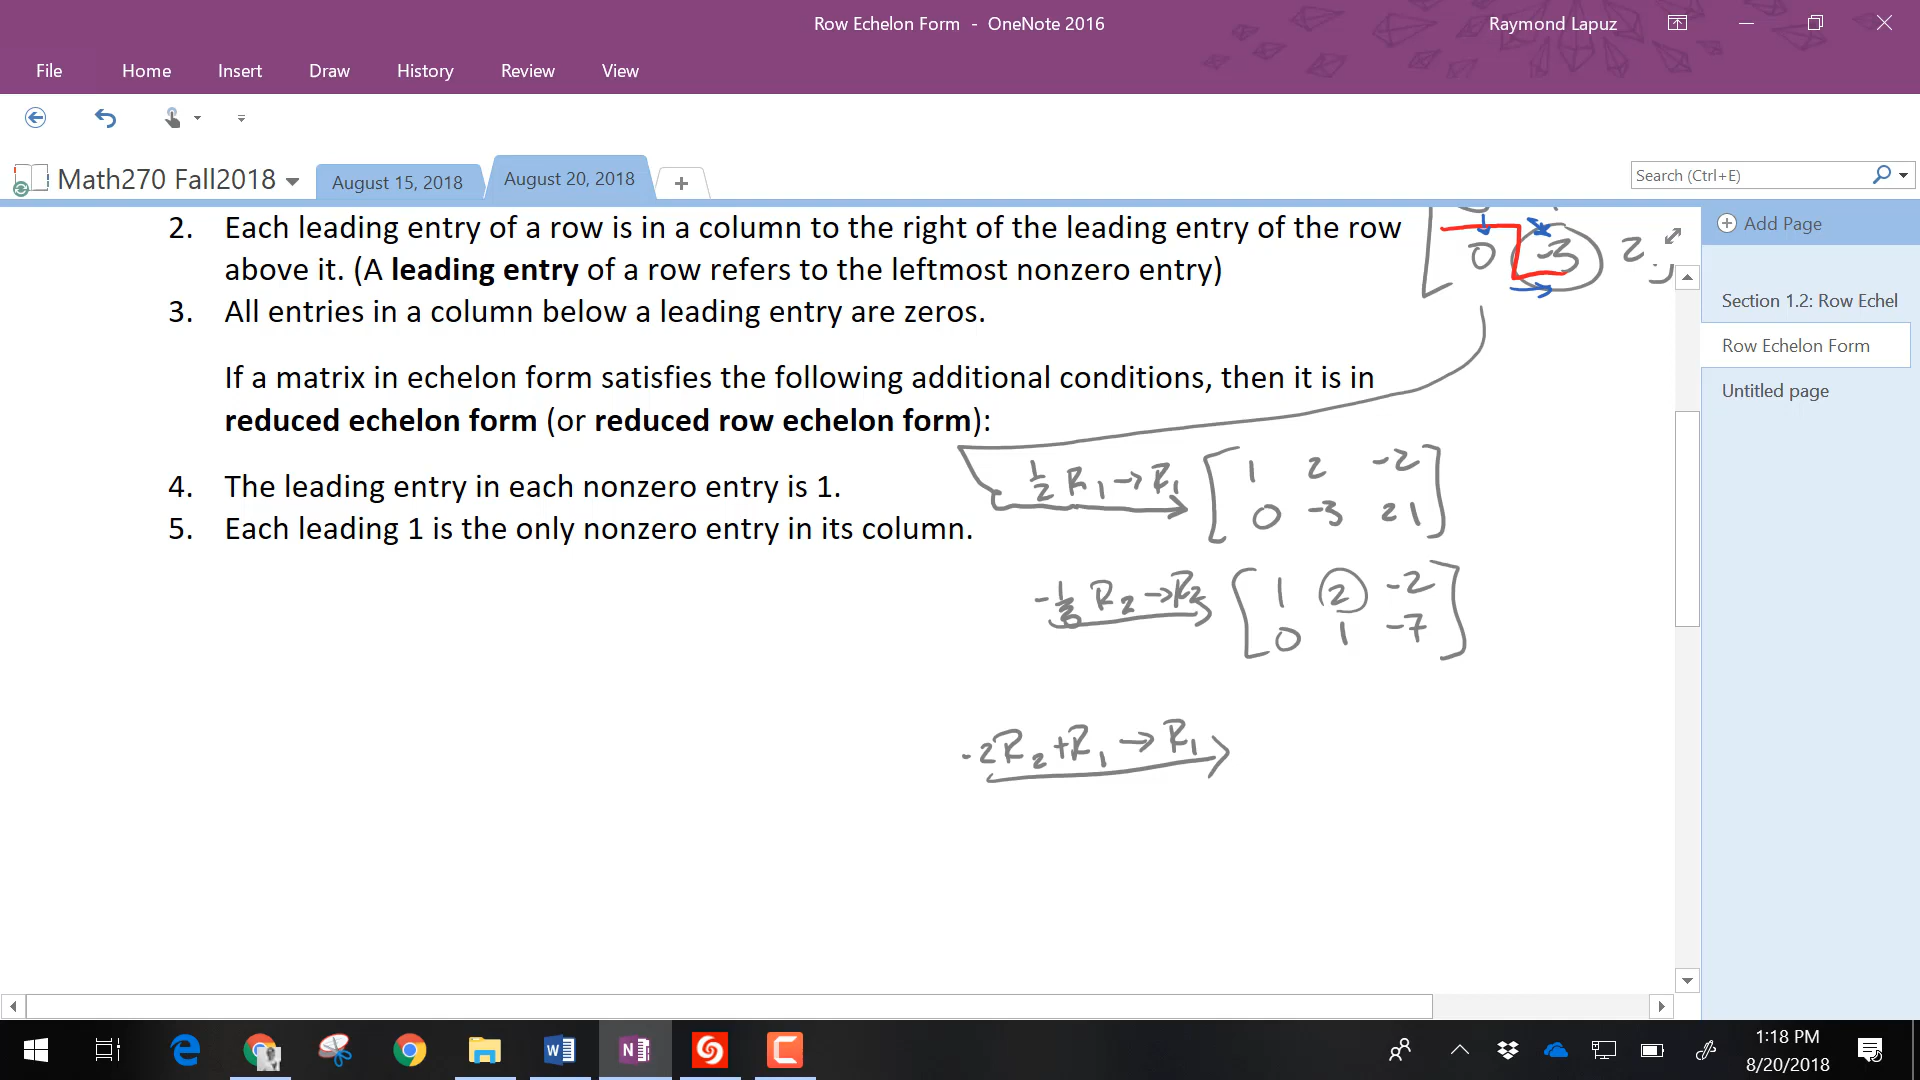 Row Echelon Form - OneNote 2016
Raymond Lapuz
File Home Insert Draw History Review View
Math270 Fall2018
August 15, 2018
August 20, 2018
Search (Ctrl+E)
2. Each leading entry of a row is in a column to the right of the leading entry of the row
above it. (A leading entry of a row refers to the leftmost nonzero entry)
3. All entries in a column below a leading entry are zeros.
If a matrix in echelon form satisfies the following additional conditions, then it is in
reduced echelon form (or reduced row echelon form):
4. The leading entry in each nonzero entry is 1.
5. Each leading 1 is the only nonzero entry in its column.
0 -3 2
1/2 R1 → R1
1 2 -2
0 -3 21
-1/3 R2 → R2
1 2 -2
0 1 -7
-2R2 + R1 → R1
Add Page
Section 1.2: Row Echel
Row Echelon Form
Untitled page
1:18 PM
8/20/2018